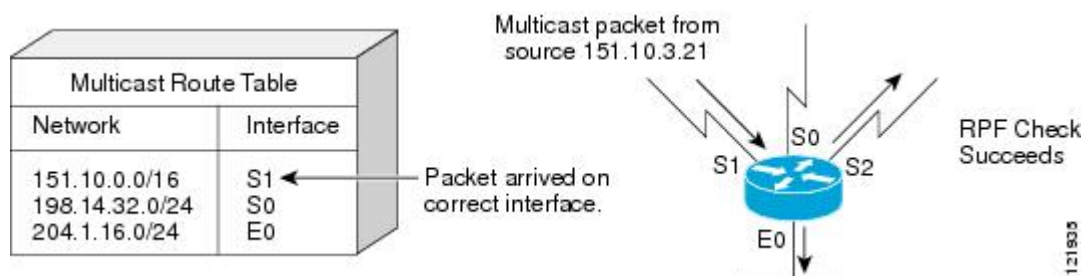 Multicast Route Table
Network Interface
151.10.0.0/16 S1
198.14.32.0/24 S0
204.1.16.0/24 E0
Packet arrived on
correct interface.
Multicast packet from
source 151.10.3.21
S0
S1
S2
E0
RPF Check
Succeeds
121935